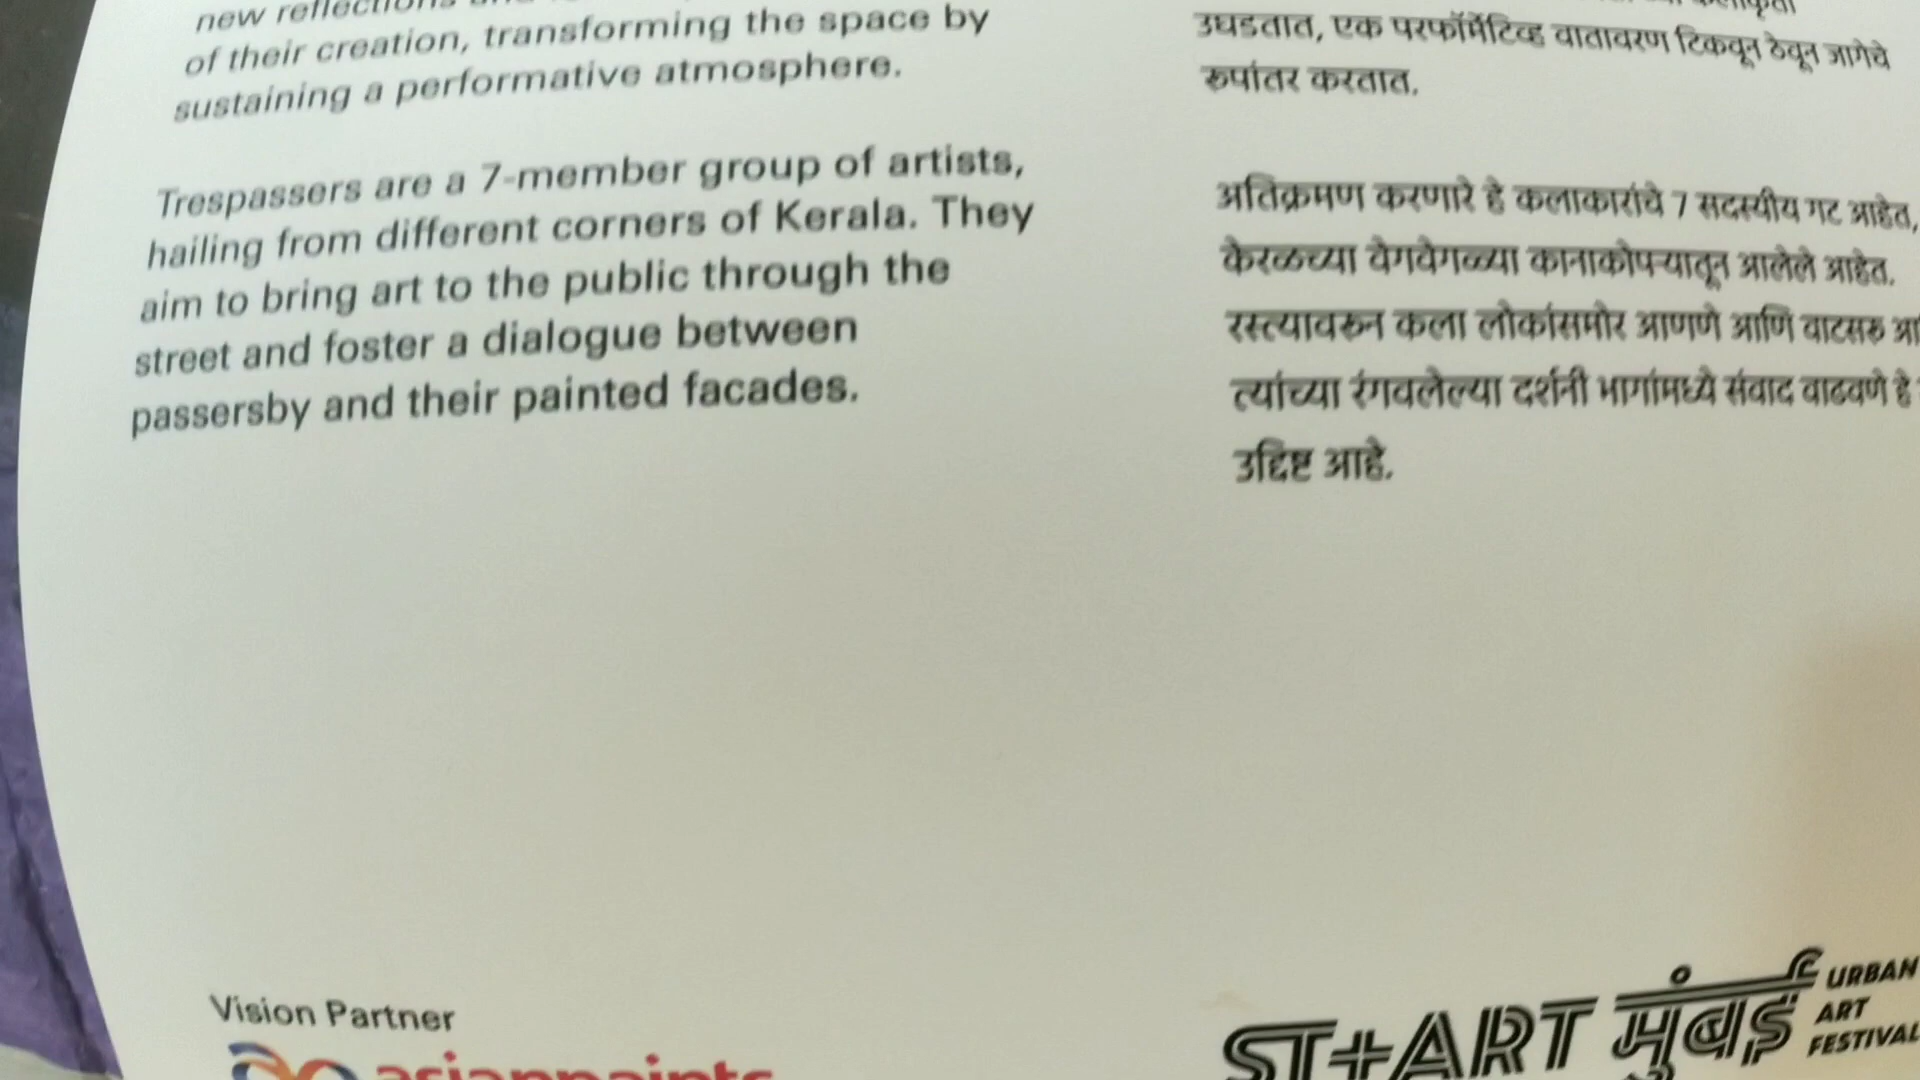 new reflections
of their creation, transforming the space by
sustaining a performative atmosphere.
Trespassers are a 7-member group of artists,
hailing from different corners of Kerala. They
aim to bring art to the public through the
street and foster a dialogue between
passersby and their painted facades.
उघडतात, एक परफॉर्मेटिव्ह वातावरण टिकवून ठेवून जागेचे
रुपांतर करतात.
अतिक्रमण करणारे हे कलाकारांचे 7 सदस्यीय गट आहेत,
केरळच्या वेगवेगळ्या कानाकोपऱ्यातून आलेले आहेत.
रस्त्यावरून कला लोकांसमोर आणणे आणि वाटसरू
त्यांच्या रंगवलेल्या दर्शनी भागांमध्ये संवाद वाढवणे हे
उद्दिष्ट आहे.
Vision Partner
asianpaints
ST+ART मुंबई URBAN
ART
FESTIVAL